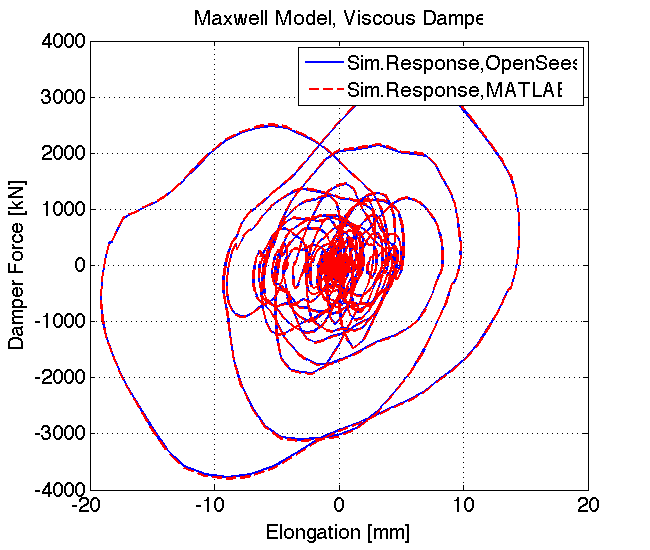 Maxwell Model, Viscous Dampe
4000
Sim.Response,OpenSees
Sim.Response,MATLAB
3000
2000
1000
0
-1000
-2000
-3000
-4000
Damper Force [kN]
-20
-10
0
10
20
Elongation [mm]